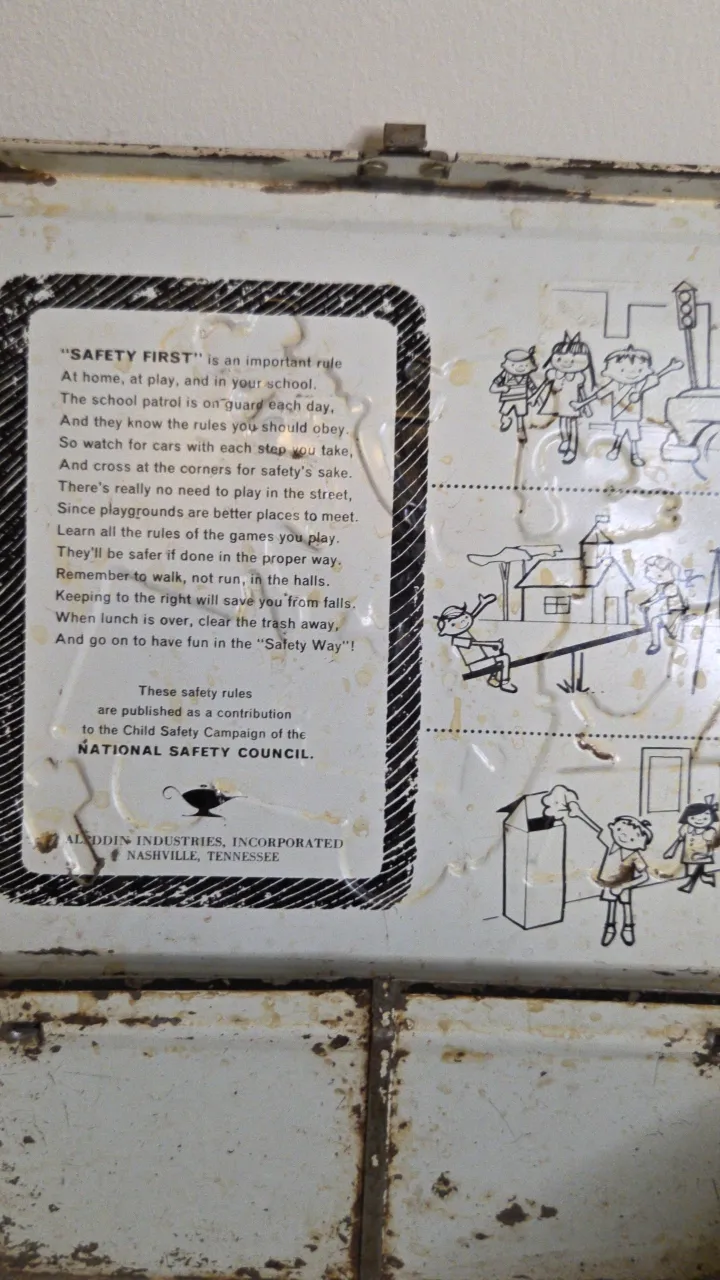 "SAFETY FIRST" is an important rule
At home, at play, and in your school.
The school patrol is on guard each day,
And they know the rules you should obey.
So watch for cars with each step you take,
And cross at the corners for safety's sake.
There's really no need to play in the street,
Since playgrounds are better places to meet.
Learn all the rules of the games you play.
They'll be safer if done in the proper way.
Remember to walk, not run, in the halls.
Keeping to the right will save you from falls.
When lunch is over, clear the trash away,
And go on to have fun in the "Safety Way"!
These safety rules
are published as a contribution
to the Child Safety Campaign of the
NATIONAL SAFETY COUNCIL.
ALADDIN INDUSTRIES, INCORPORATED
NASHVILLE, TENNESSEE